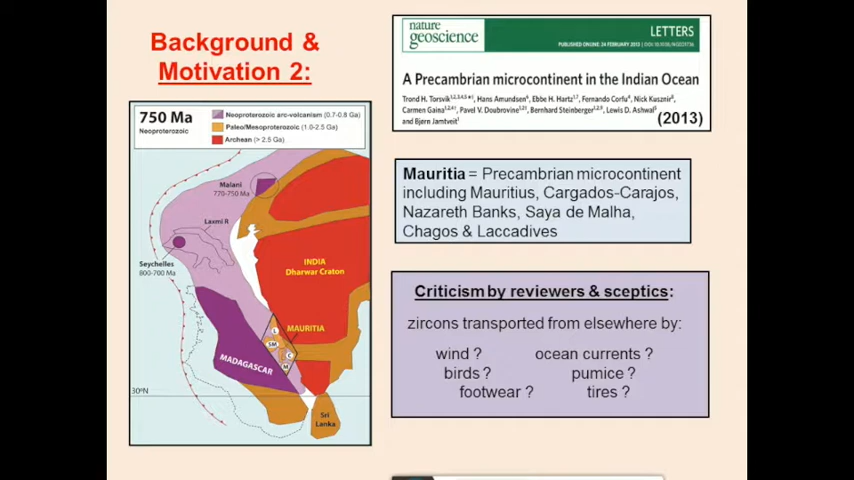 Background &
Motivation 2:
nature
geoscience
LETTERS
PUBLISHED ONLINE: 24 FEBRUARY 2013 | DOI: 10.1038/NGEO1736
A Precambrian microcontinent in the Indian Ocean
Trond H. Torsvik
Hans Amundsen
Ebbe H. Hartz
Fernando Corfu
Nick Kusznir
Carmen Gaina
Pavel V. Doubrovine
Bernhard Steinberger
Lewis D. Ashwal
and Bjørn Jamtveit
(2013)
750 Ma
Neoproterozoic
Neoproterozoic arc-volcanism (0.7-0.8 Ga)
Paleo/Mesoproterozoic (1.0-2.5 Ga)
Archean (> 2.5 Ga)
Malani
770-750 Ma
Laxmi R
Seychelles
800-700 Ma
INDIA
Dharwar Craton
MAURITIA
L
SM
C
M
MADAGASCAR
30ºN
Sri
Lanka
Mauritia = Precambrian microcontinent
including Mauritius, Cargados-Carajos,
Nazareth Banks, Saya de Malha,
Chagos & Laccadives
Criticism by reviewers & sceptics:
zircons transported from elsewhere by:
wind ? ocean currents ?
birds ? pumice ?
footwear ? tires ?